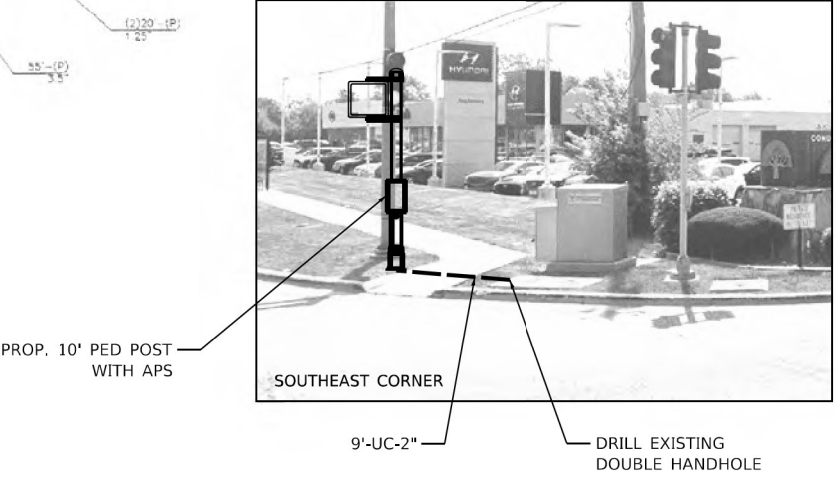 (2)20'-(P)
1.25"
55'-(P)
3.5"
HYUNDAI
PROP. 10' PED POST
WITH APS
SOUTHEAST CORNER
9'-UC-2"
DRILL EXISTING
DOUBLE HANDHOLE